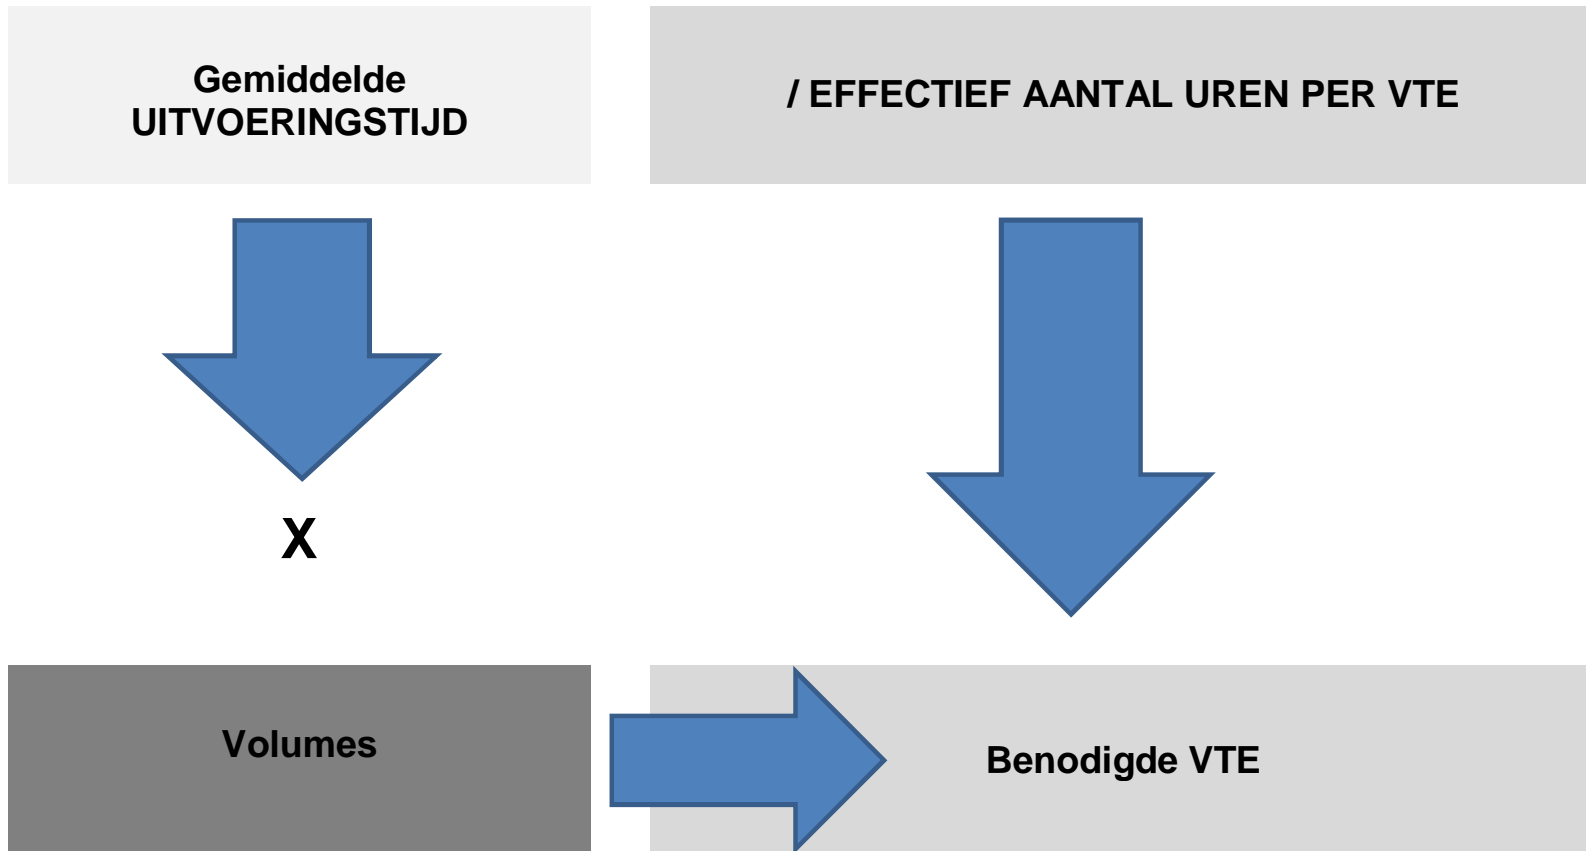 Gemiddelde
UITVOERINGSTIJD
/ EFFECTIEF AANTAL UREN PER VTE
X
Volumes
Benodigde VTE